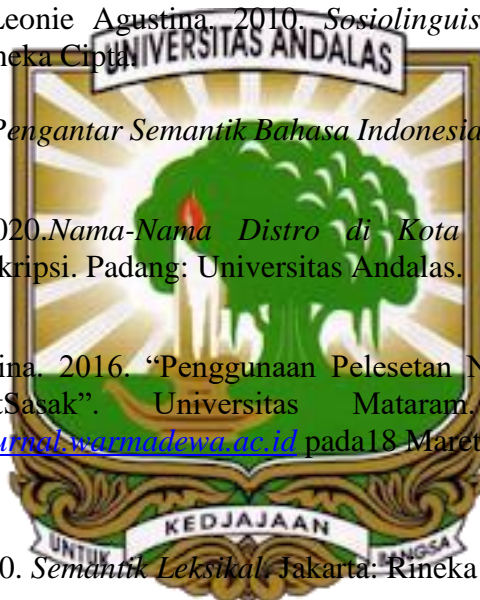 Leonie Agustina. 2010. Sosiolinguis
neka Cipta.
UNIVERSITAS ANDALAS
Pengantar Semantik Bahasa Indonesia
020.Nama-Nama Distro di Kota
kripsi. Padang: Universitas Andalas.
ina. 2016. “Penggunaan Pelesetan N
tSasak”. Universitas Mataram.
urnal.warmadewa.ac.id pada18 Maret
KEDJAJAAN
UNTUK BANGSA
0. Semantik Leksikal. Jakarta: Rineka